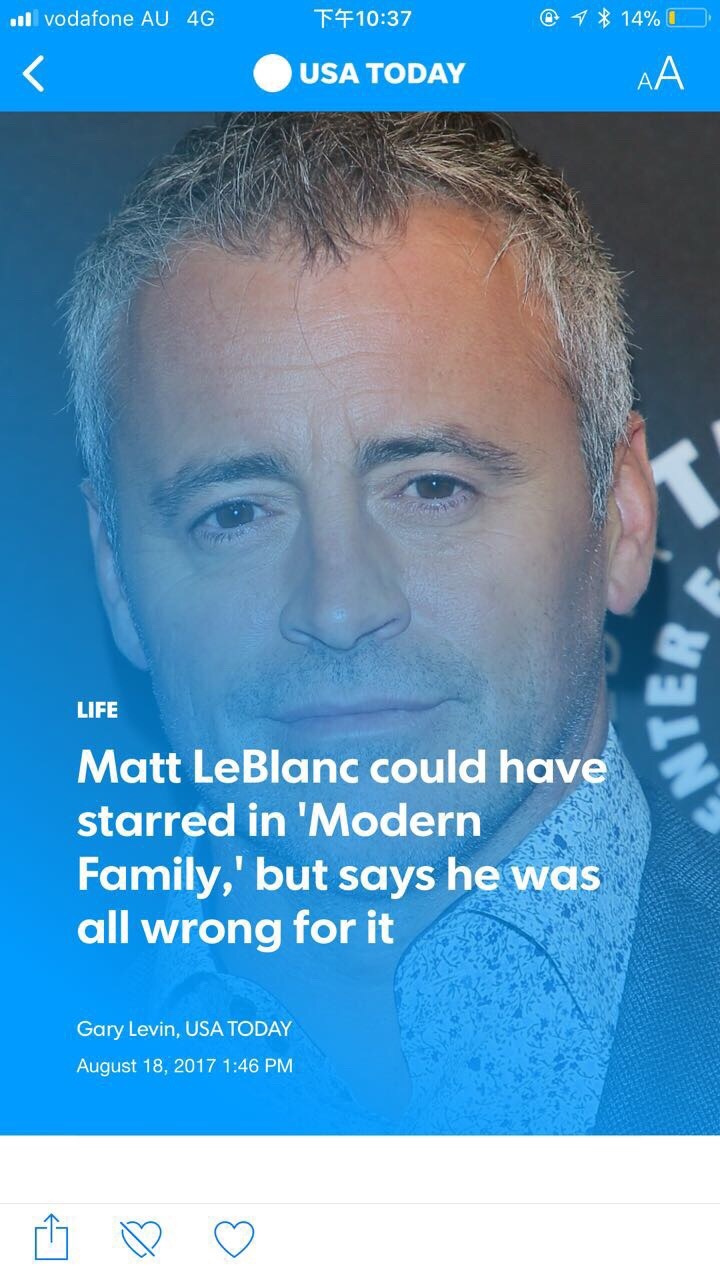 vodafone AU 4G 下午10:37 14%
USA TODAY
AA
LIFE
Matt LeBlanc could have
starred in 'Modern
Family,' but says he was
all wrong for it
Gary Levin, USA TODAY
August 18, 2017 1:46 PM